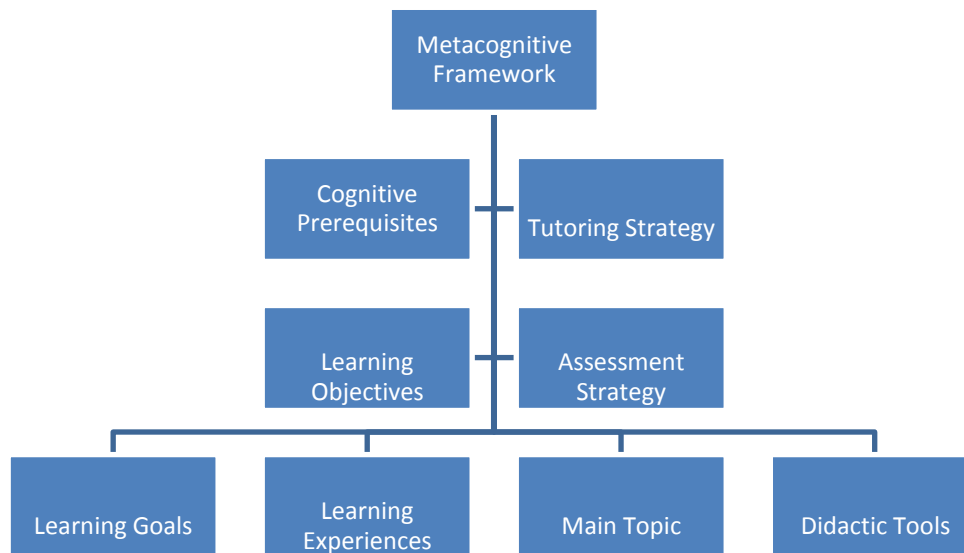 Metacognitive
Framework
Cognitive
Prerequisites
Tutoring Strategy
Learning
Objectives
Assessment
Strategy
Learning Goals
Learning
Experiences
Main Topic
Didactic Tools